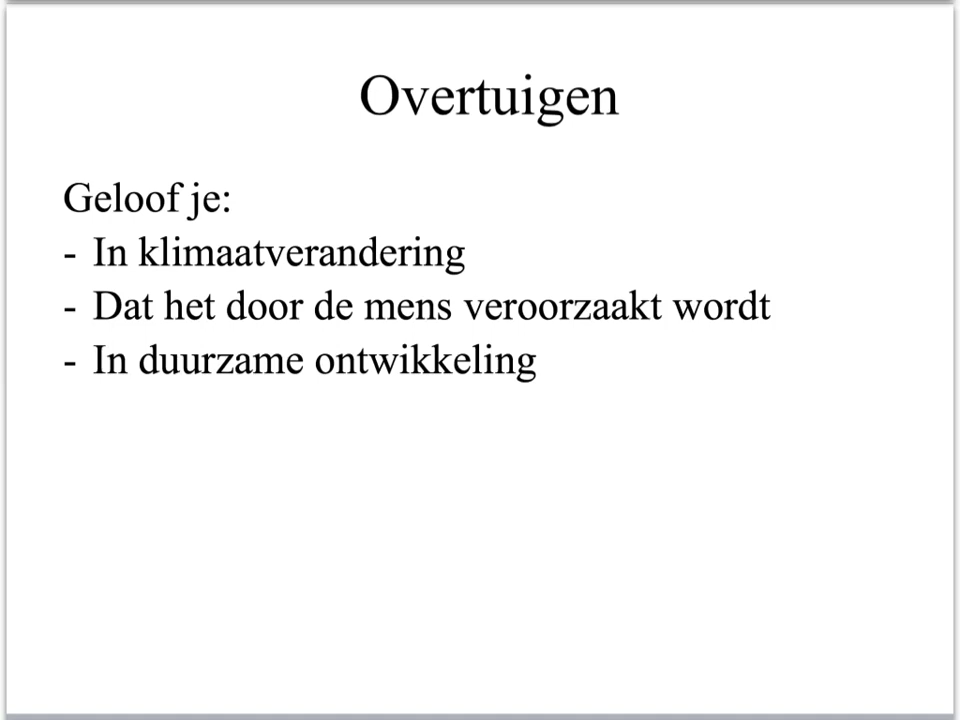 Overtuigen
Geloof je:
- In klimaatverandering
- Dat het door de mens veroorzaakt wordt
- In duurzame ontwikkeling